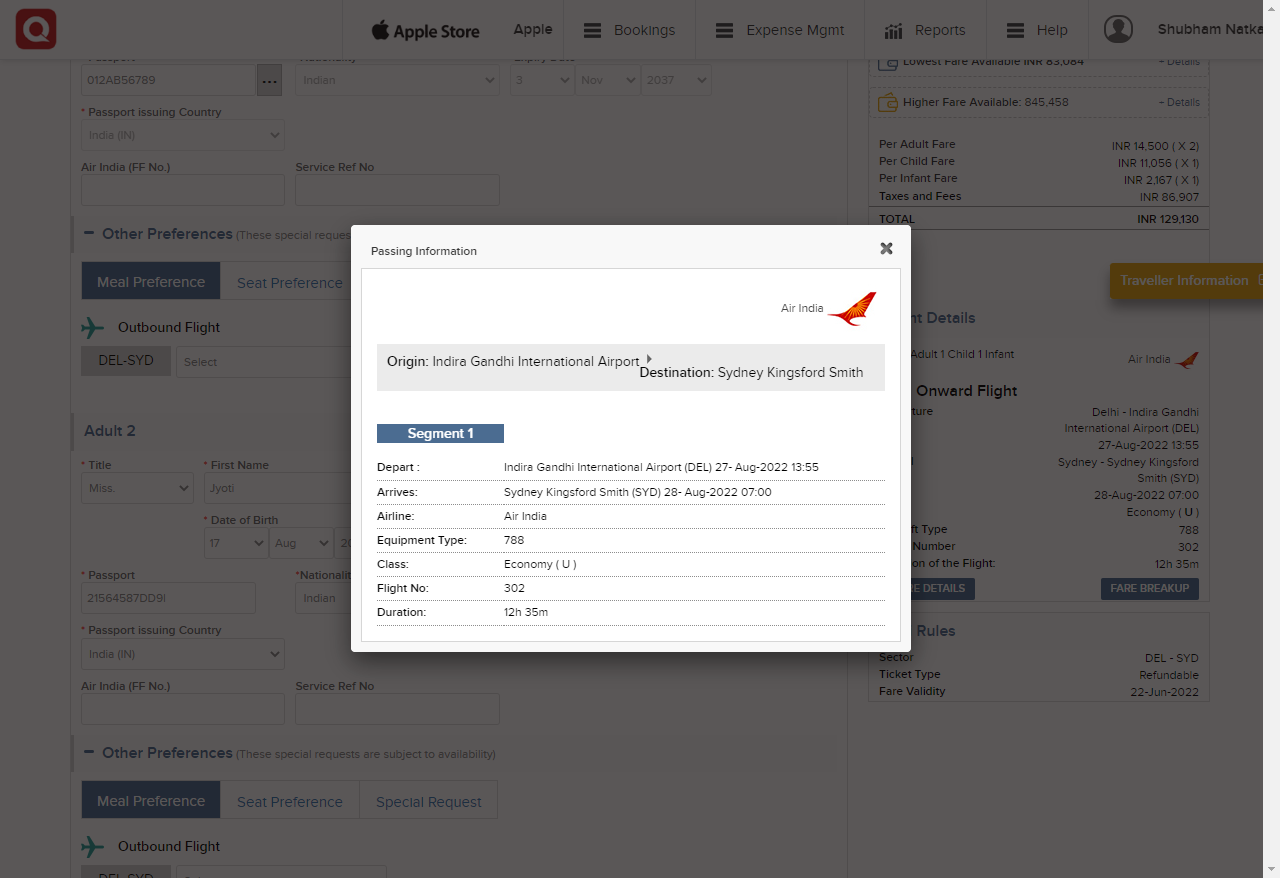 Apple Store
Apple
Bookings
Expense Mgmt
Reports
Help
Shubham Natka
012AB56789
...
Indian
3
Nov
2037
* Passport issuing Country
India (IN)
Air India (FF No.)
Service Ref No
− Other Preferences (These special reques
Meal Preference
Seat Preference
Outbound Flight
DEL-SYD
Select
Adult 2
* Title
* First Name
Miss.
Jyoti
* Date of Birth
17
Aug
20
* Passport
*Nationalit
21564587DD9I
Indian
* Passport issuing Country
India (IN)
Air India (FF No.)
Service Ref No
− Other Preferences (These special requests are subject to availability)
Meal Preference
Seat Preference
Special Request
Outbound Flight
DEL-SYD
Passing Information
Air India
Origin: Indira Gandhi International Airport
Destination: Sydney Kingsford Smith
Segment 1
Depart : Indira Gandhi International Airport (DEL) 27- Aug-2022 13:55
Arrives: Sydney Kingsford Smith (SYD) 28- Aug-2022 07:00
Airline: Air India
Equipment Type: 788
Class: Economy ( U )
Flight No: 302
Duration: 12h 35m
Lowest Fare Available INR 83,084 - Details
Higher Fare Available: 845,458 - Details
Per Adult Fare INR 14,500 ( X 2)
Per Child Fare INR 11,056 ( X 1)
Per Infant Fare INR 2,167 ( X 1)
Taxes and Fees INR 86,907
TOTAL INR 129,130
Traveller Information
nt Details
Adult 1 Child 1 Infant
Air India
Onward Flight
ture Delhi - Indira Gandhi
International Airport (DEL)
27-Aug-2022 13:55
Sydney - Sydney Kingsford
Smith (SYD)
28-Aug-2022 07:00
Economy ( U )
ft Type 788
Number 302
on of the Flight: 12h 35m
E DETAILS
FARE BREAKUP
Rules
Sector DEL - SYD
Ticket Type Refundable
Fare Validity 22-Jun-2022